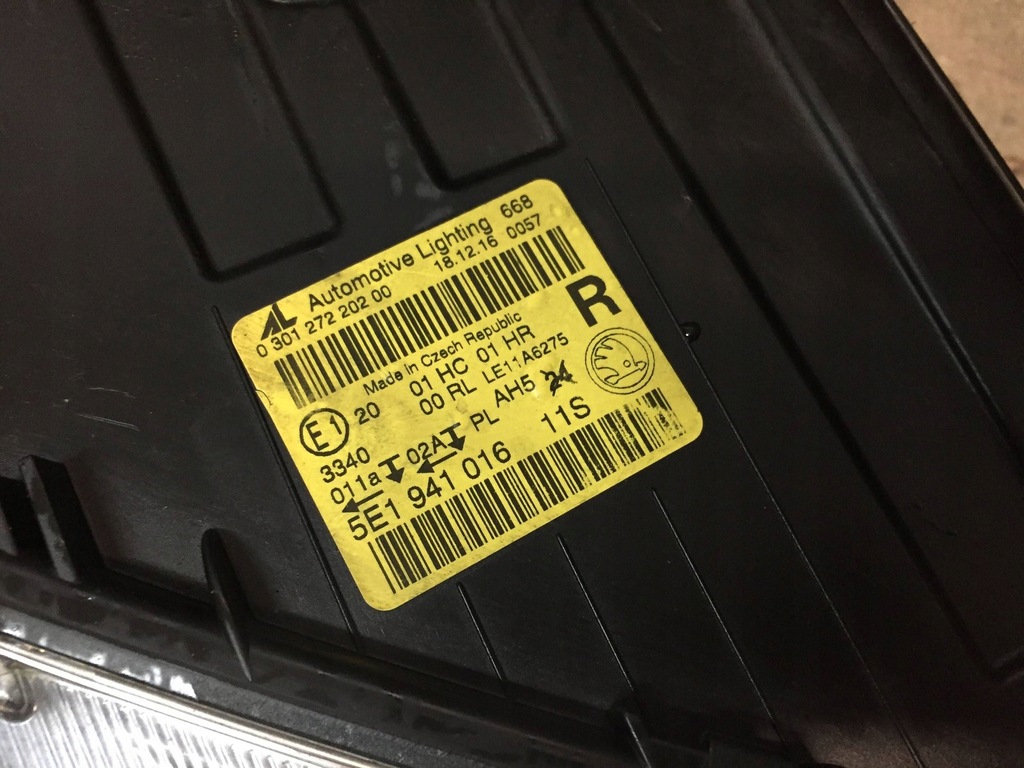 AL Automotive Lighting 668
0 301 272 202 00 18.12.16 0057
Made in Czech Republic
R
E1 20 01 HC 01 HR
00 RL LE11A6275
3340 PL AH5 24
011a 02A
5E1 941 016 11S